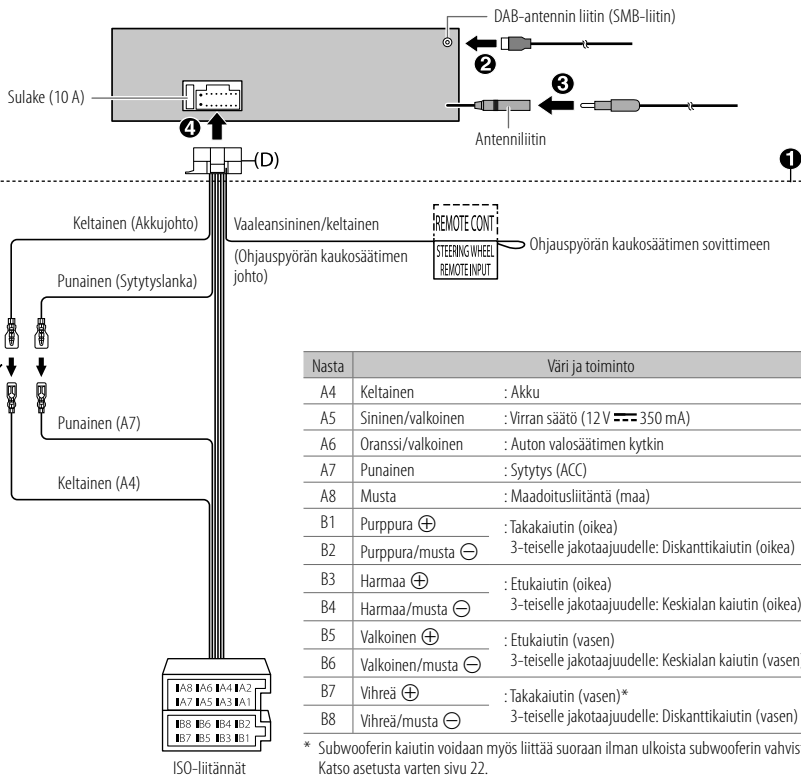 DAB-antennin liitin (SMB-liitin)
2
Sulake (10 A)
3
4
Antenniliitin
(D)
1
Keltainen (Akkujohto)
Vaaleansininen/keltainen
(Ohjauspyörän kaukosäätimen
johto)
REMOTE CONT
STEERING WHEEL
REMOTE INPUT
Ohjauspyörän kaukosäätimen sovittimeen
Punainen (Sytytyslanka)
Punainen (A7)
Keltainen (A4)
Nasta Väri ja toiminto
A4 Keltainen : Akku
A5 Sininen/valkoinen : Virran säätö (12 V ⎓ 350 mA)
A6 Oranssi/valkoinen : Auton valosäätimen kytkin
A7 Punainen : Sytytys (ACC)
A8 Musta : Maadoitusliitäntä (maa)
B1 Purppura ⊕ : Takakaiutin (oikea)
B2 Purppura/musta ⊖ 3-teiselle jakotaajuudelle: Diskanttikaiutin (oikea)
B3 Harmaa ⊕ : Etukaiutin (oikea)
B4 Harmaa/musta ⊖ 3-teiselle jakotaajuudelle: Keskialan kaiutin (oikea)
B5 Valkoinen ⊕ : Etukaiutin (vasen)
B6 Valkoinen/musta ⊖ 3-teiselle jakotaajuudelle: Keskialan kaiutin (vasen
B7 Vihreä ⊕ : Takakaiutin (vasen)*
B8 Vihreä/musta ⊖ 3-teiselle jakotaajuudelle: Diskanttikaiutin (vasen)
* Subwooferin kaiutin voidaan myös liittää suoraan ilman ulkoista subwooferin vahvist
Katso asetusta varten sivu 22.
A8 A6 A4 A2
A7 A5 A3 A1
B8 B6 B4 B2
B7 B5 B3 B1
ISO-liitännät